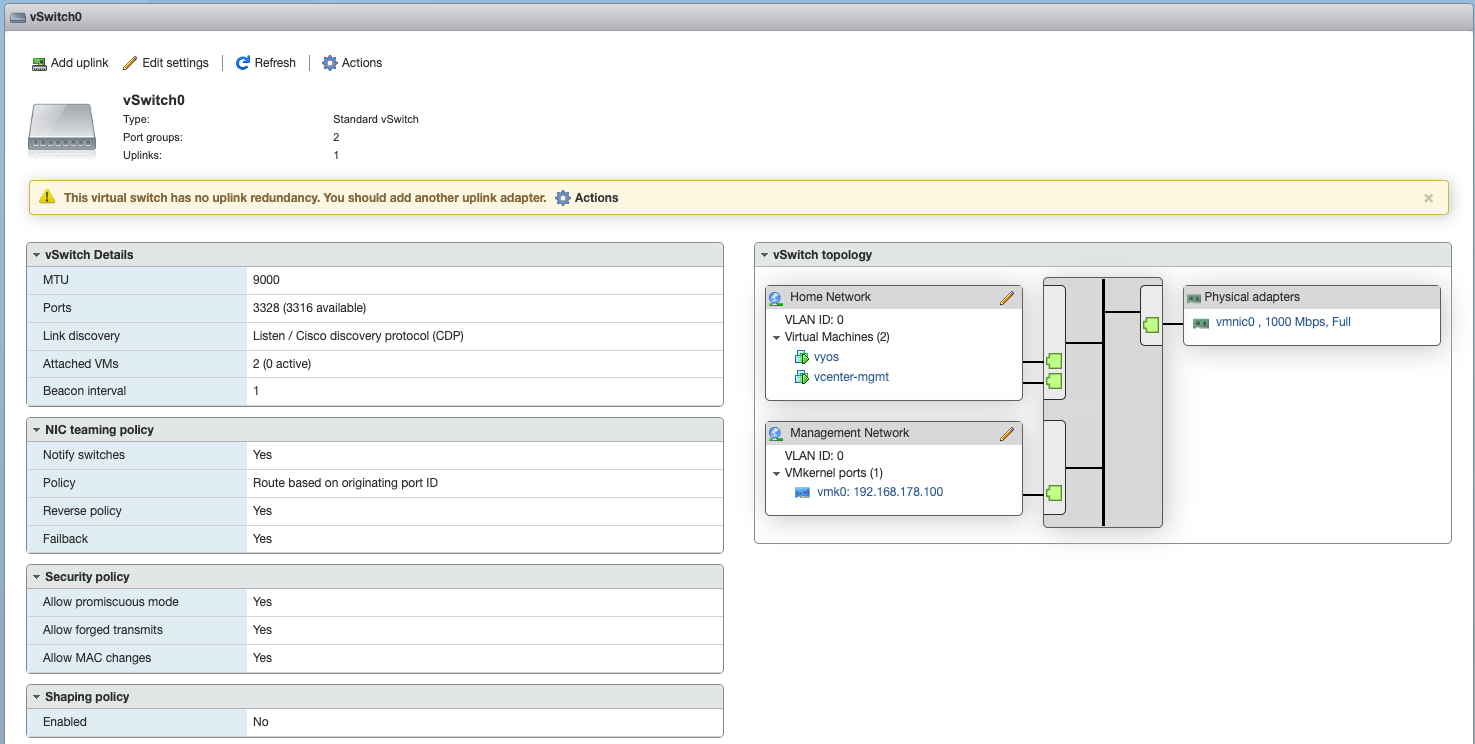 vSwitch0
Add uplink Edit settings Refresh Actions
vSwitch0
Type: Standard vSwitch
Port groups: 2
Uplinks: 1
This virtual switch has no uplink redundancy. You should add another uplink adapter. Actions ×
vSwitch Details
MTU 9000
Ports 3328 (3316 available)
Link discovery Listen / Cisco discovery protocol (CDP)
Attached VMs 2 (0 active)
Beacon interval 1
NIC teaming policy
Notify switches Yes
Policy Route based on originating port ID
Reverse policy Yes
Failback Yes
Security policy
Allow promiscuous mode Yes
Allow forged transmits Yes
Allow MAC changes Yes
Shaping policy
Enabled No
vSwitch topology
Home Network
VLAN ID: 0
Virtual Machines (2)
vyos
vcenter-mgmt
Management Network
VLAN ID: 0
VMkernel ports (1)
vmk0: 192.168.178.100
Physical adapters
vmnic0 , 1000 Mbps, Full